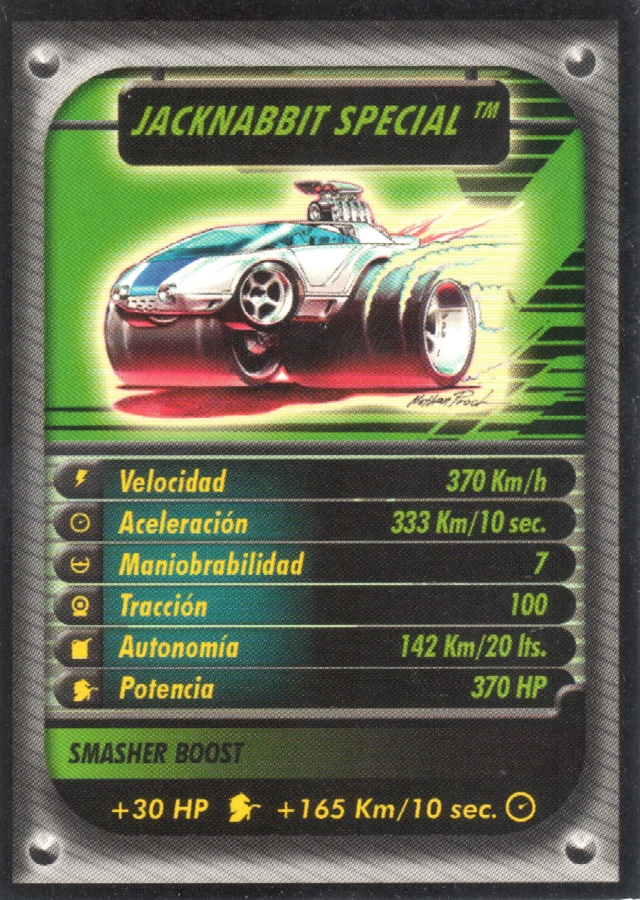 JACKNABBIT SPECIAL ™
Velocidad 370 Km/h
Aceleración 333 Km/10 sec.
Maniobrabilidad 7
Tracción 100
Autonomía 142 Km/20 lts.
Potencia 370 HP
SMASHER BOOST
+30 HP +165 Km/10 sec.